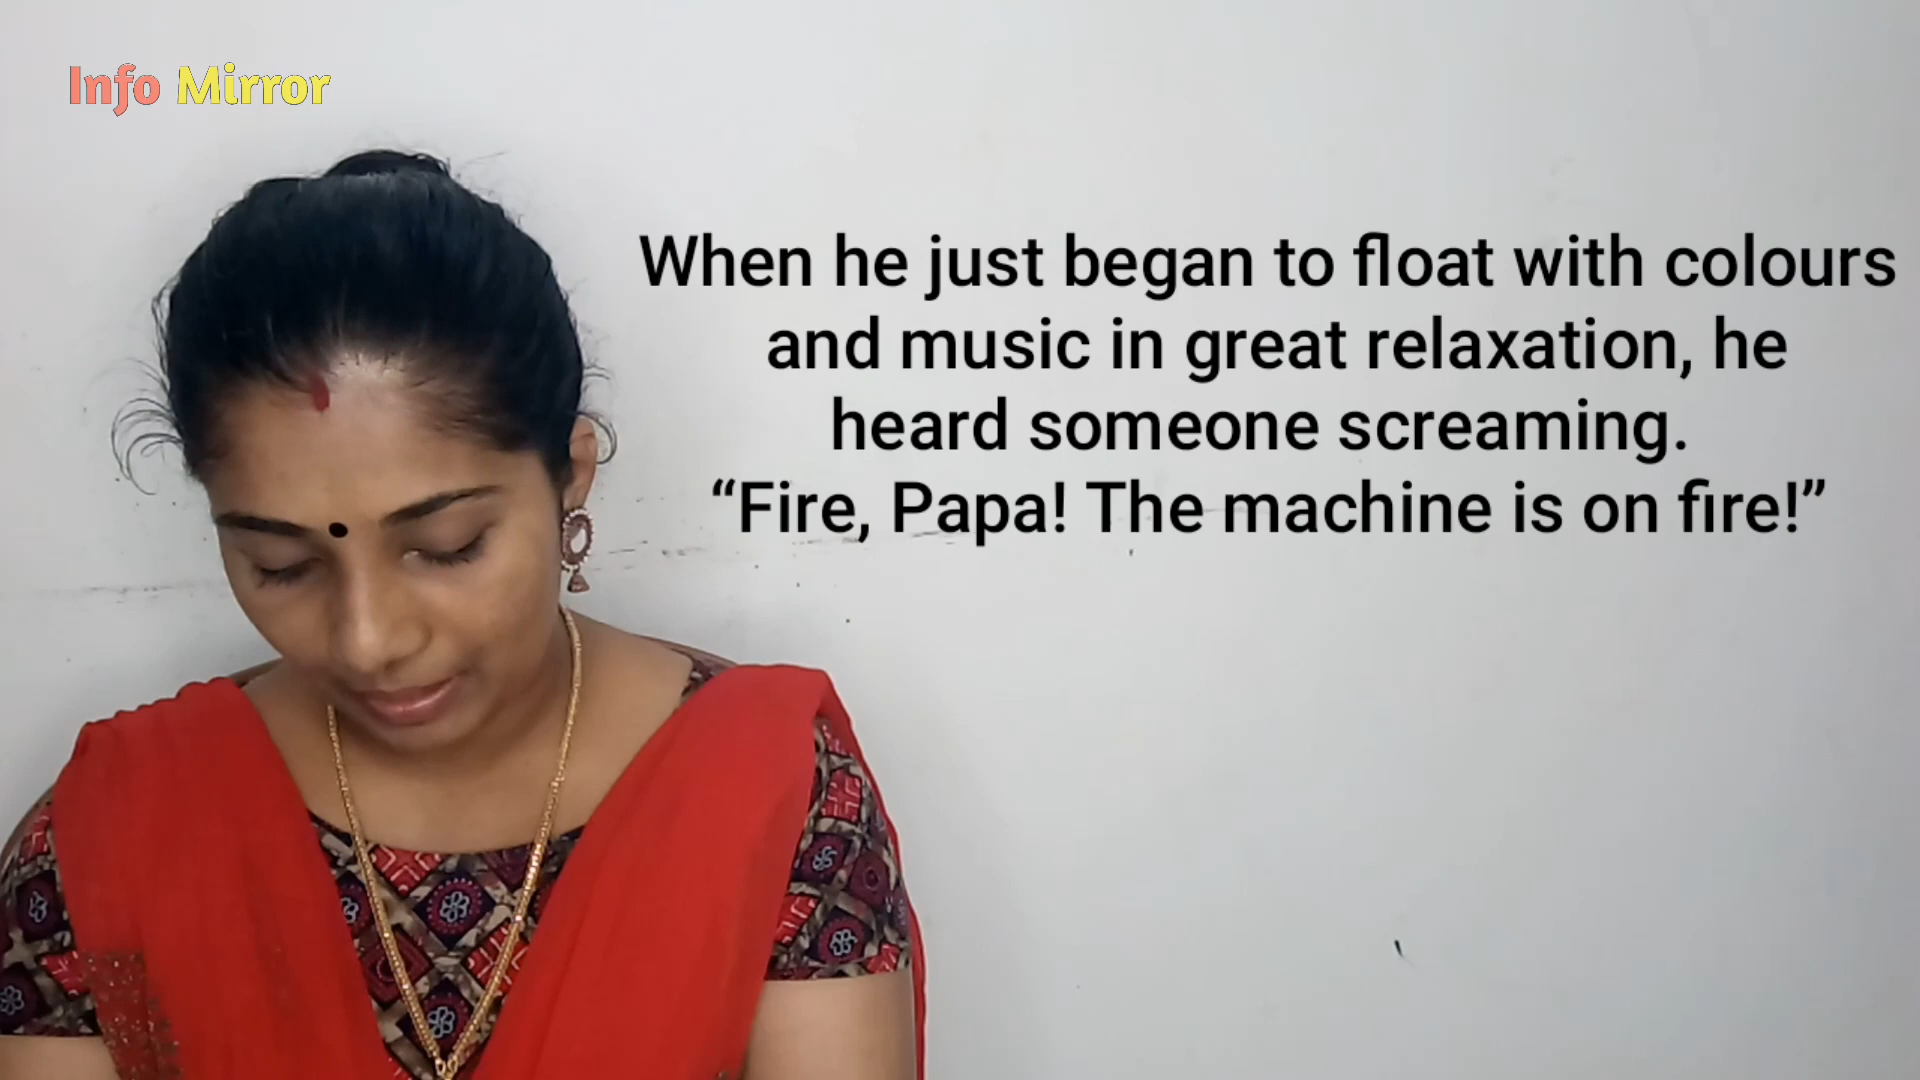 Info Mirror
When he just began to float with colours
and music in great relaxation, he
heard someone screaming.
“Fire, Papa! The machine is on fire!”